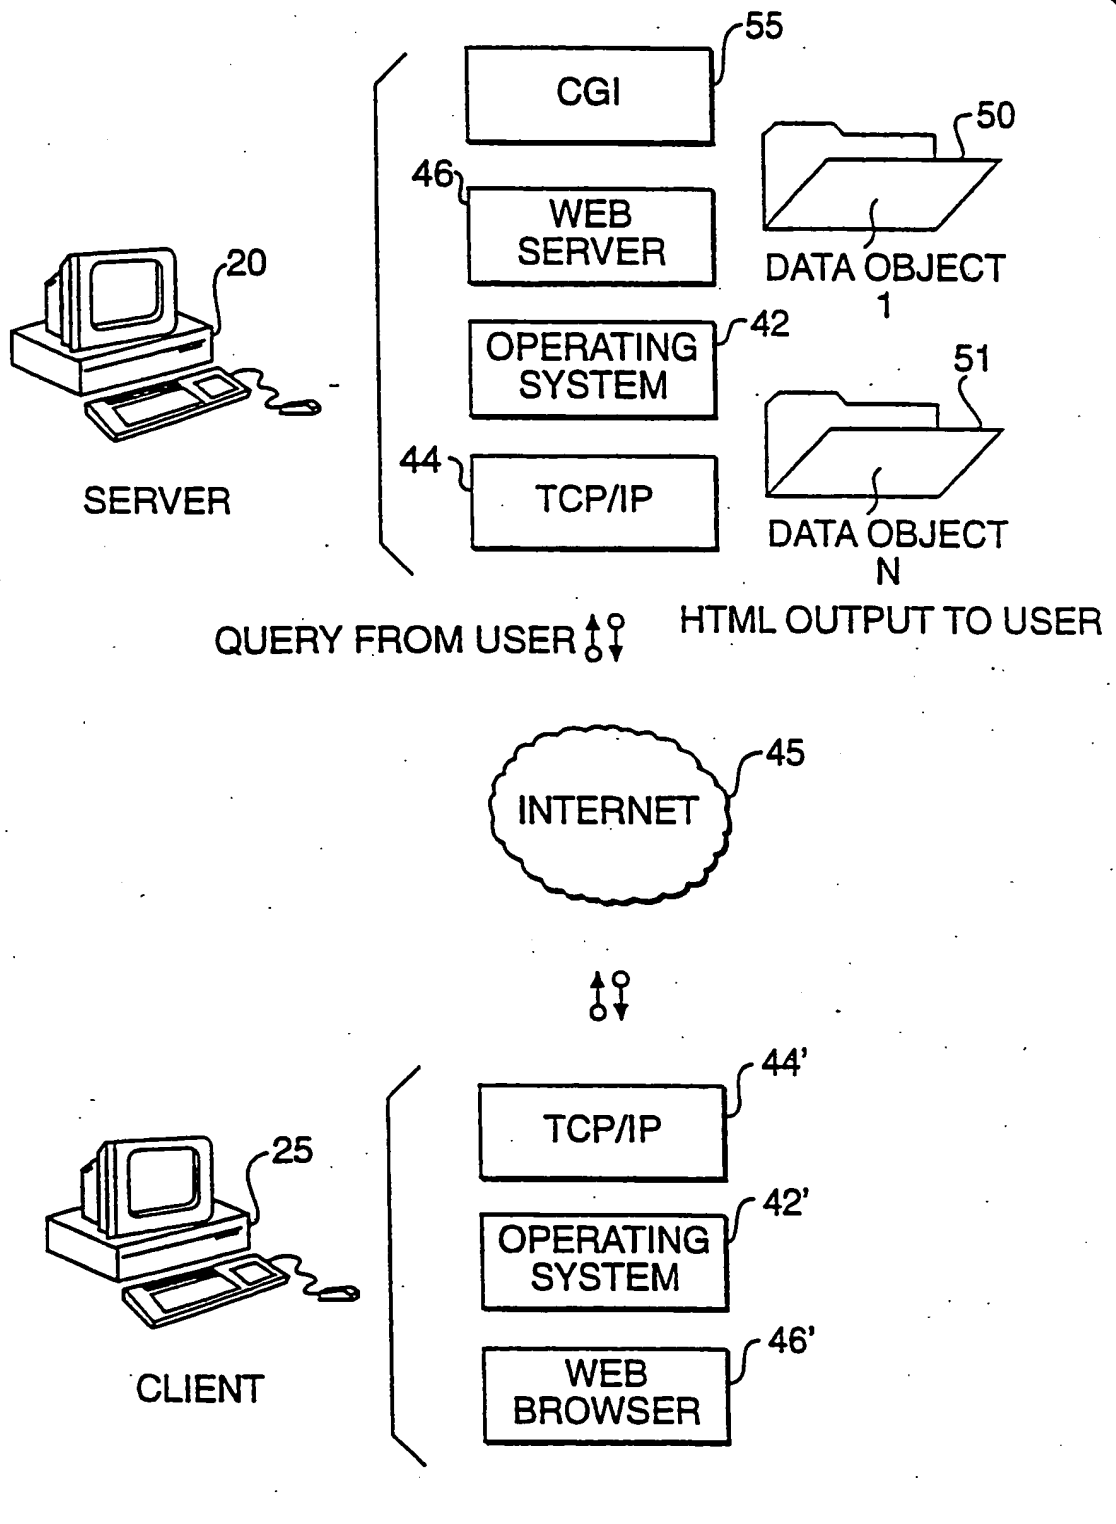 55
CGI
50
46
WEB
SERVER
DATA OBJECT
1
20
42
OPERATING
SYSTEM
51
44
TCP/IP
SERVER
DATA OBJECT
N
QUERY FROM USER
HTML OUTPUT TO USER
45
INTERNET
44'
TCP/IP
25
42'
OPERATING
SYSTEM
46'
WEB
BROWSER
CLIENT